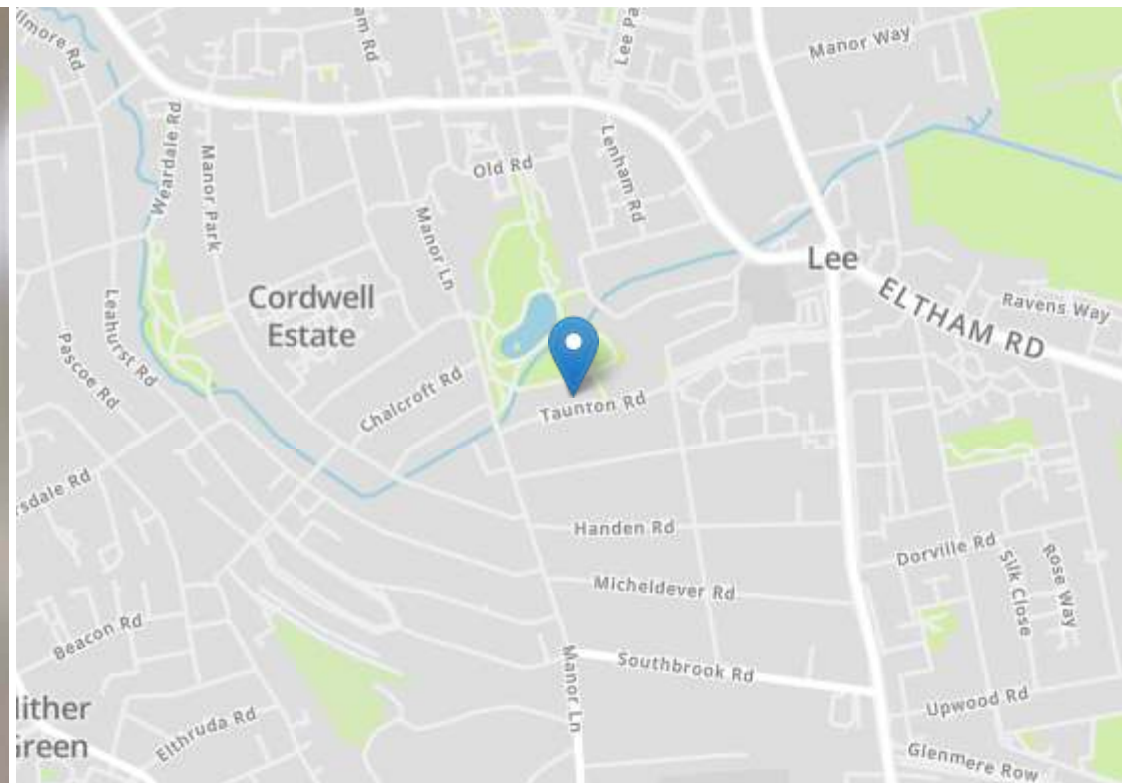 Manor Way
Lee
Weardale Rd
Manor Park
Old Rd
Lenham Rd
Manor Ln
Lee
ELTHAM RD
Ravens Way
Cordwell
Estate
Leahurst Rd
Pascoe Rd
Chalcroft Rd
Taunton Rd
Handen Rd
Dorville Rd
Silk Close
Rose Way
Micheldever Rd
Beacon Rd
Southbrook Rd
Manor Ln
Upwood Rd
Elthruda Rd
Glenmere Row